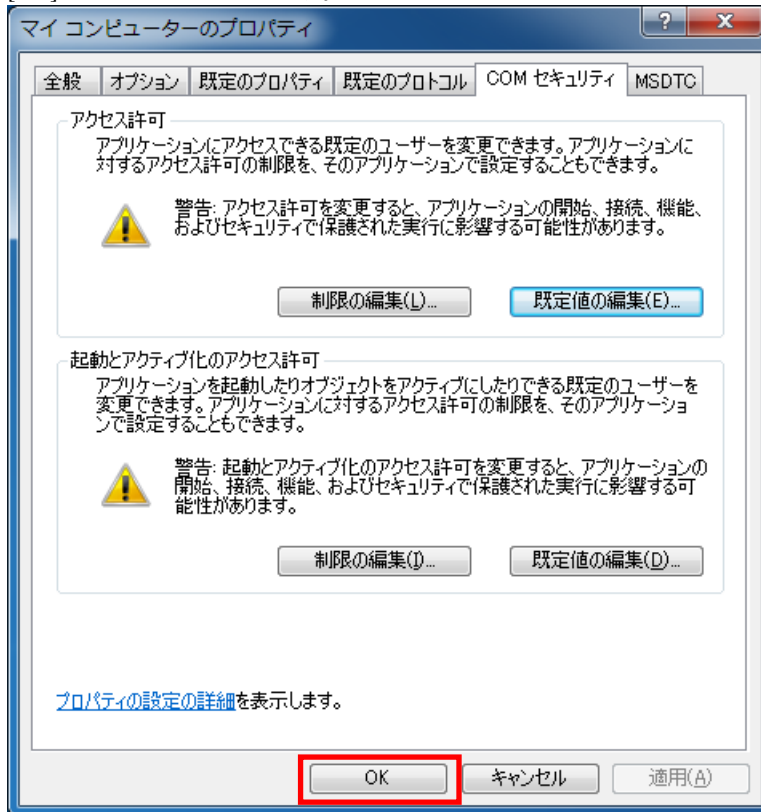 マイ コンピューターのプロパティ
全般 オプション 既定のプロパティ 既定のプロトコル COM セキュリティ MSDTC
アクセス許可
アプリケーションにアクセスできる既定のユーザーを変更できます。アプリケーションに
対するアクセス許可の制限を、そのアプリケーションで設定することもできます。
警告: アクセス許可を変更すると、アプリケーションの開始、接続、機能、
およびセキュリティで保護された実行に影響する可能性があります。
制限の編集(L)... 既定値の編集(E)...
起動とアクティブ化のアクセス許可
アプリケーションを起動したりオブジェクトをアクティブにしたりできる既定のユーザーを
変更できます。アプリケーションに対するアクセス許可の制限を、そのアプリケーショ
ンで設定することもできます。
警告: 起動とアクティブ化のアクセス許可を変更すると、アプリケーションの
開始、接続、機能、およびセキュリティで保護された実行に影響する可
能性があります。
制限の編集(I)... 既定値の編集(D)...
プロパティの設定の詳細を表示します。
OK キャンセル 適用(A)